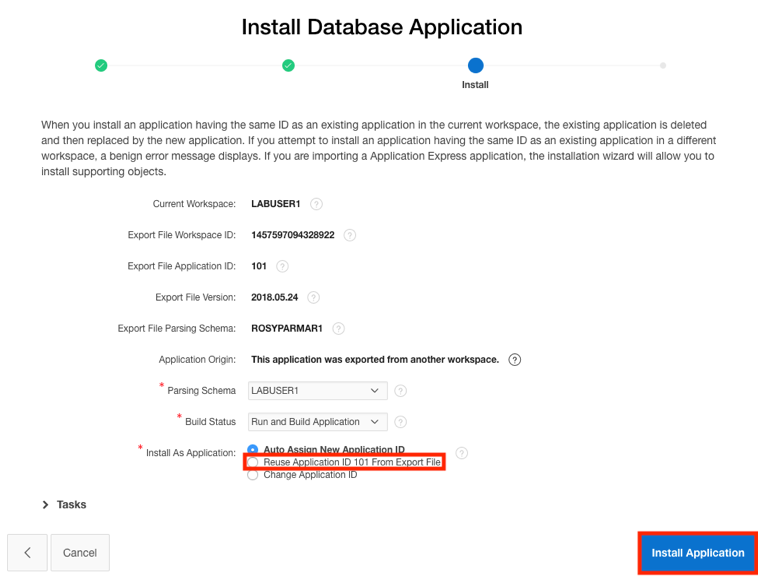 Install Database Application
Install
When you install an application having the same ID as an existing application in the current workspace, the existing application is deleted
and then replaced by the new application. If you attempt to install an application having the same ID as an existing application in a different
workspace, a benign error message displays. If you are importing a Application Express application, the installation wizard will allow you to
install supporting objects.
Current Workspace: LABUSER1 ?
Export File Workspace ID: 1457597094328922 ?
Export File Application ID: 101 ?
Export File Version: 2018.05.24 ?
Export File Parsing Schema: ROSYPARMAR1 ?
Application Origin: This application was exported from another workspace. ?
* Parsing Schema LABUSER1 ?
* Build Status Run and Build Application ?
* Install As Application: Auto Assign New Application ID ?
Reuse Application ID 101 From Export File
Change Application ID
Tasks
Cancel Install Application